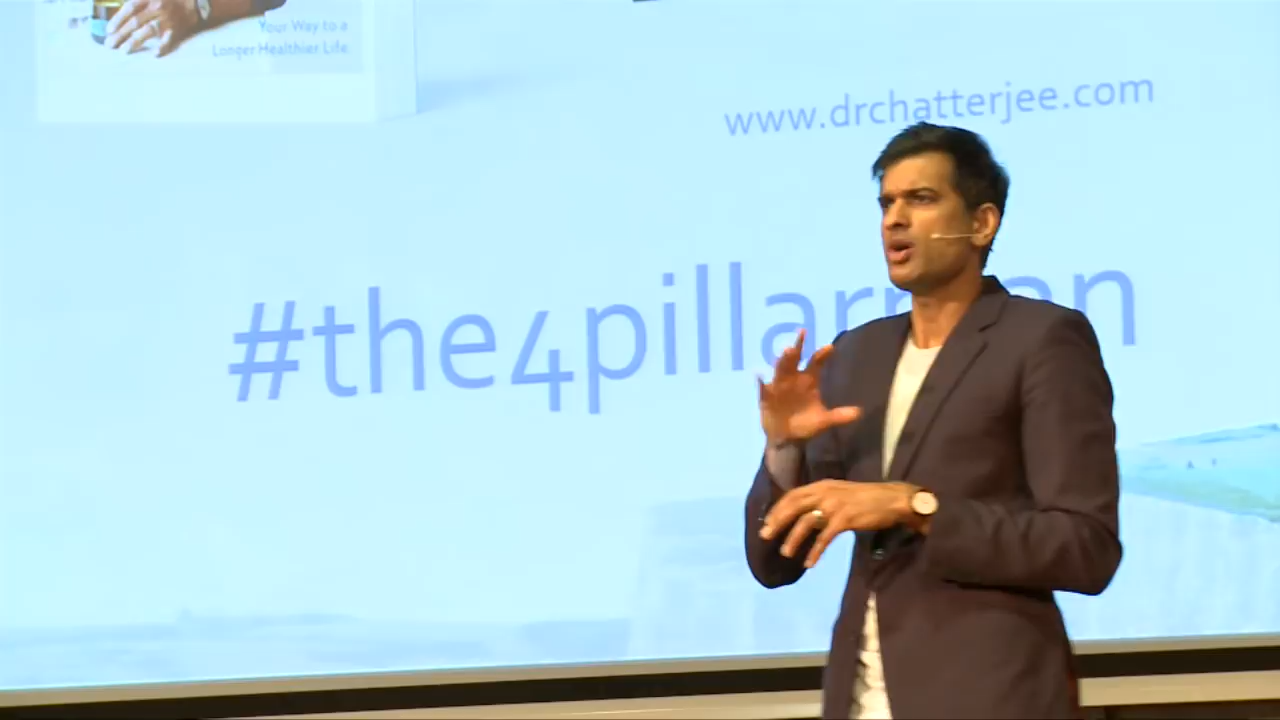 Your Way to a
Longer Healthier Life
www.drchatterjee.com
#the4pillar